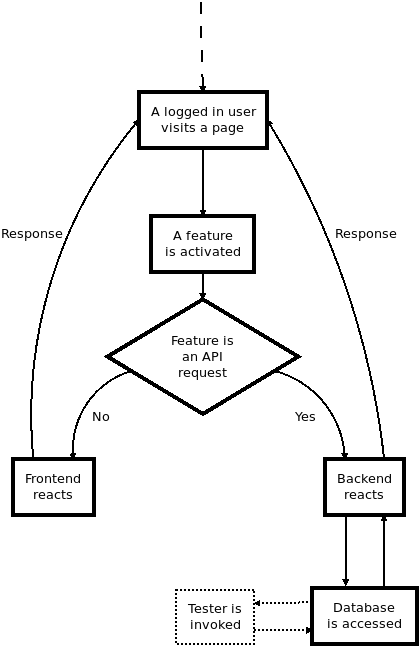 A logged in user
visits a page
Response
Response
A feature
is activated
Feature is
an API
request
No
Yes
Frontend
reacts
Backend
reacts
Tester is
invoked
Database
is accessed